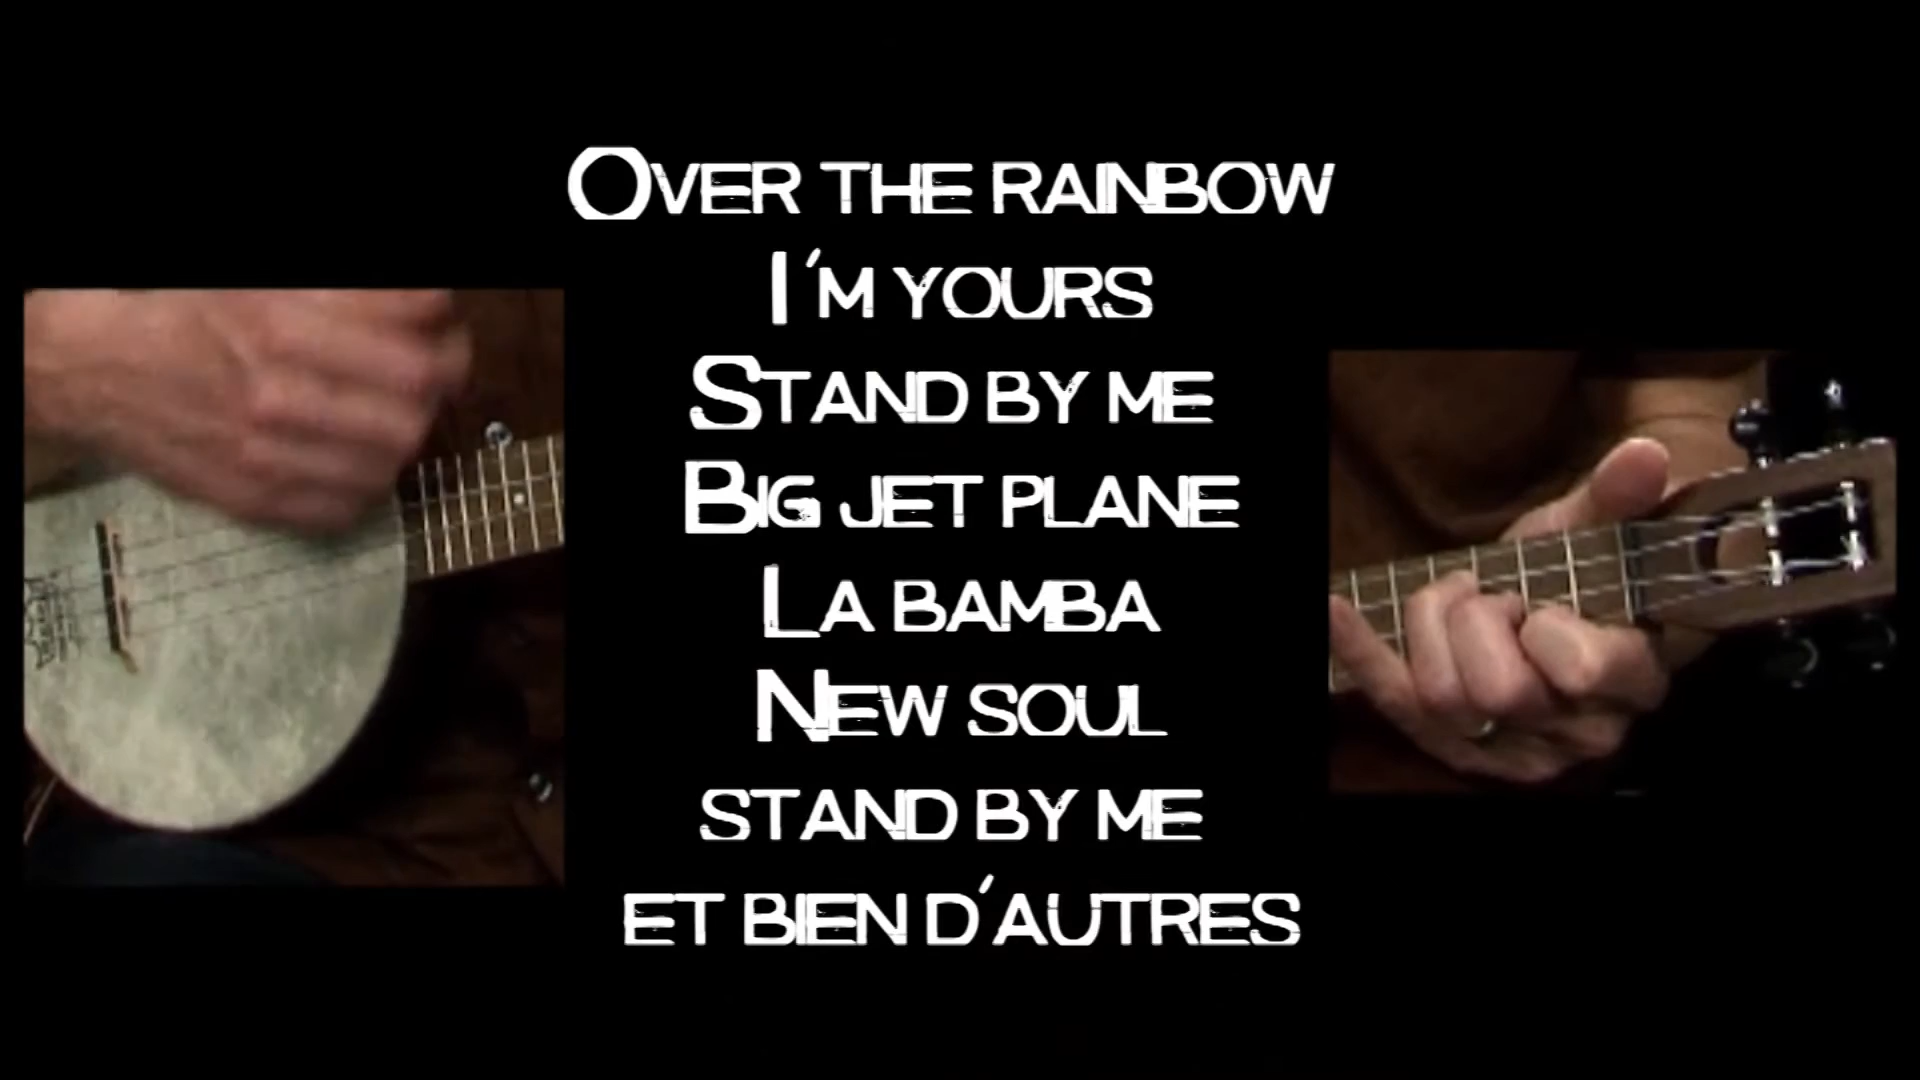 Over the rainbow
I'm yours
Stand by me
Big jet plane
La bamba
New soul
stand by me
et bien d'autres